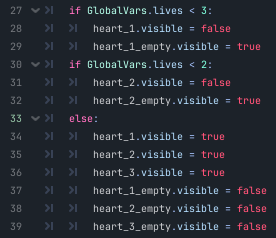 27 if GlobalVars.lives < 3:
28 heart_1.visible = false
29 heart_1_empty.visible = true
30 if GlobalVars.lives < 2:
31 heart_2.visible = false
32 heart_2_empty.visible = true
33 else:
34 heart_1.visible = true
35 heart_2.visible = true
36 heart_3.visible = true
37 heart_1_empty.visible = false
38 heart_2_empty.visible = false
39 heart_3_empty.visible = false